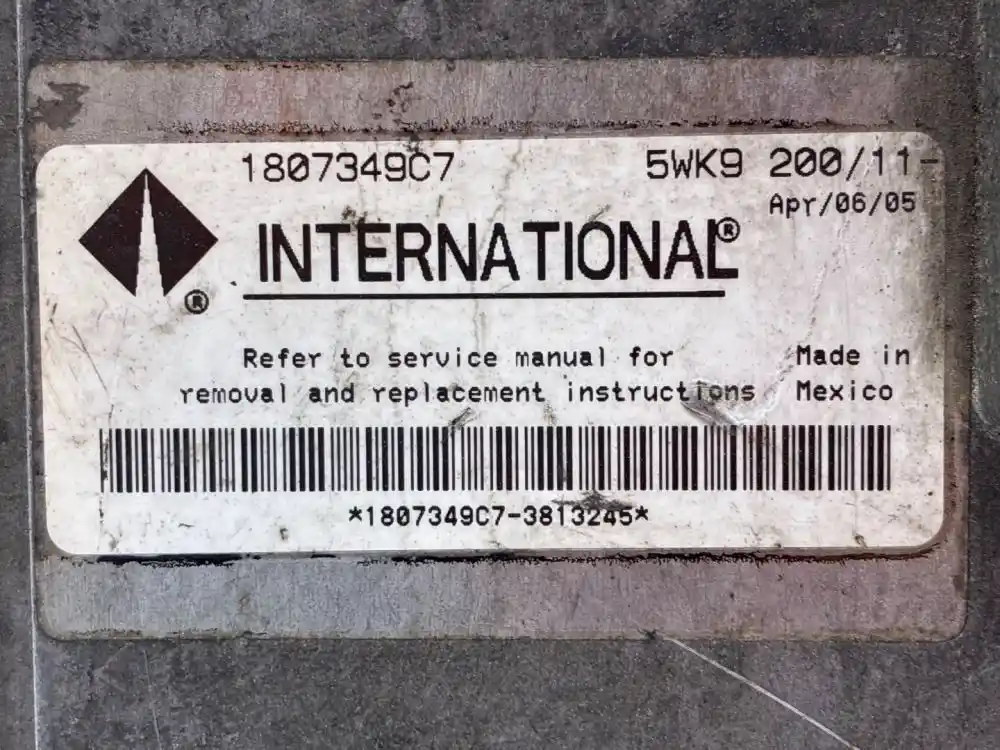 1807349C7 5WK9 200/11-
Apr/06/05
INTERNATIONAL®
®
Refer to service manual for Made in
removal and replacement instructions Mexico
*1807349C7-3813245*